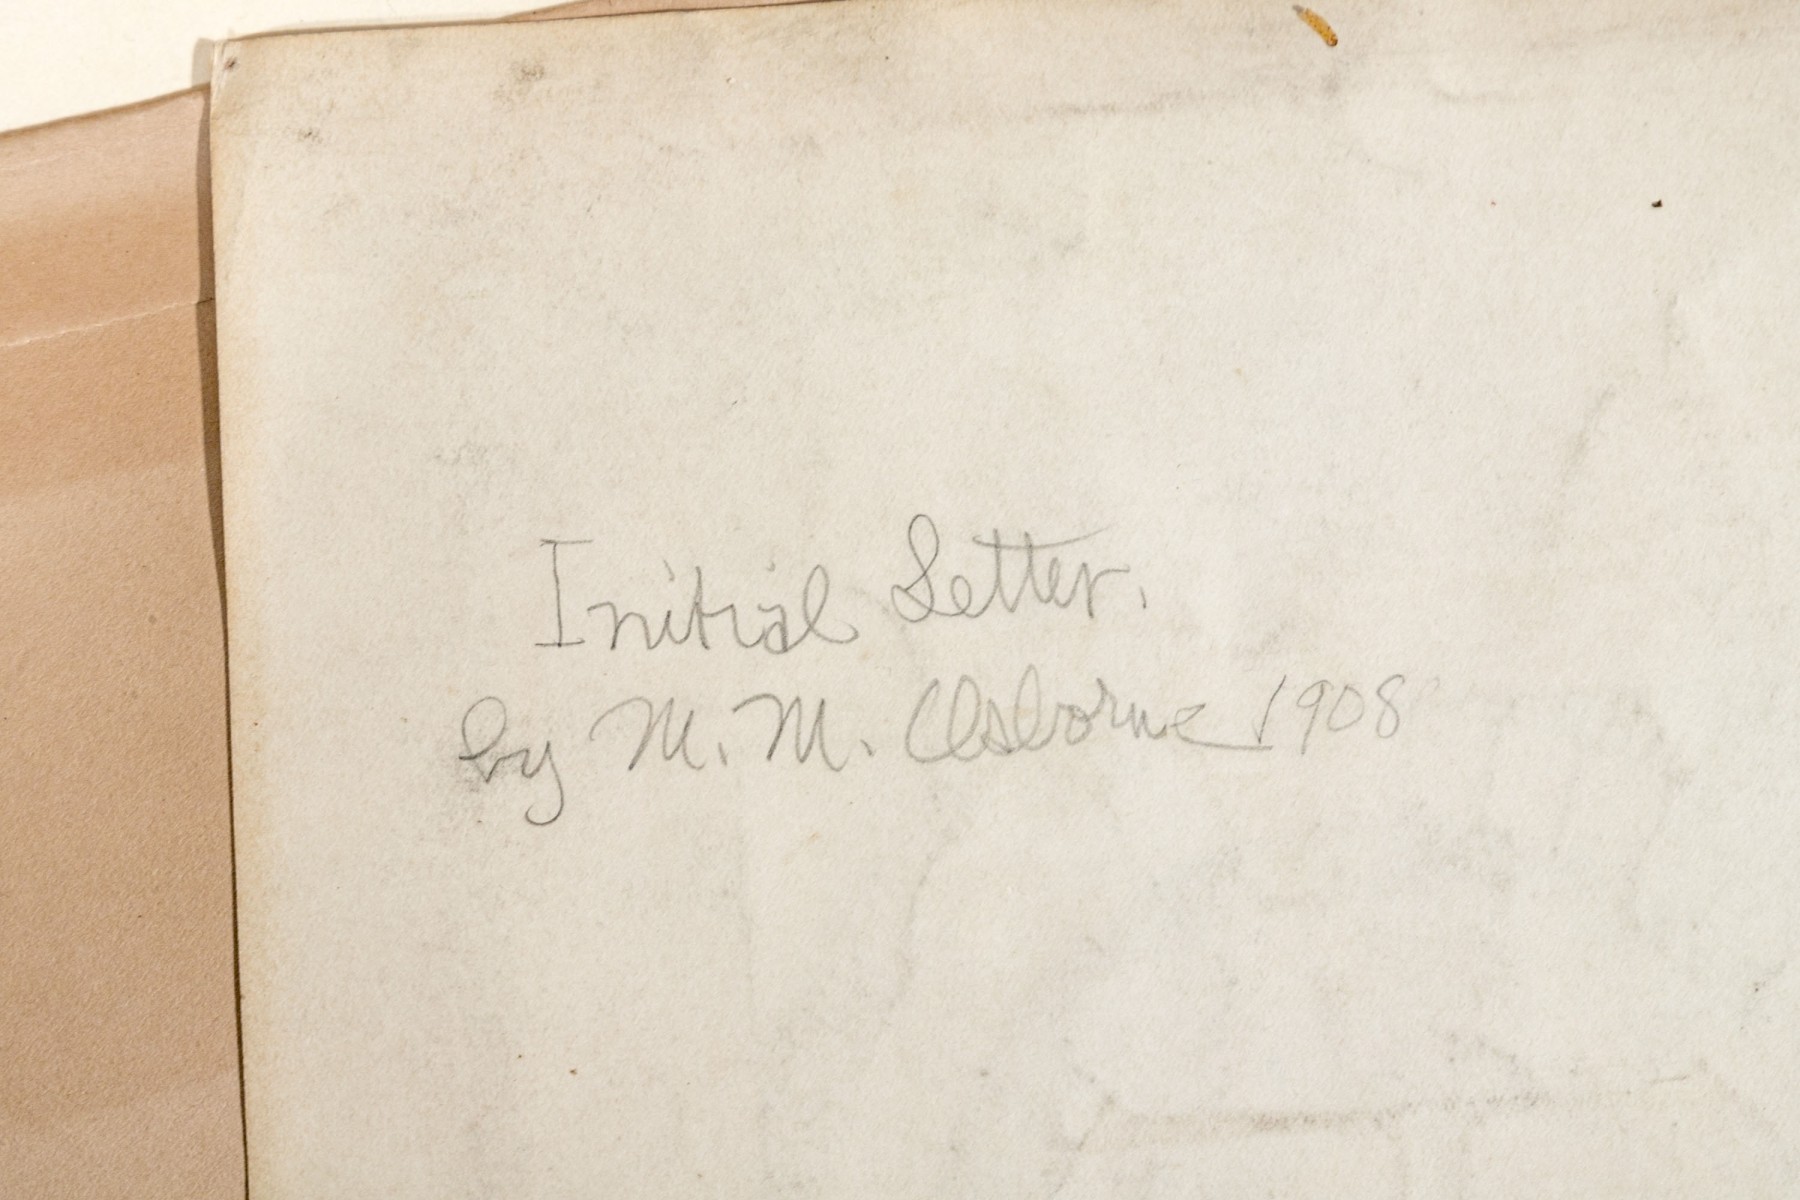 Initial Letter.
by M. M. Osborne 1908